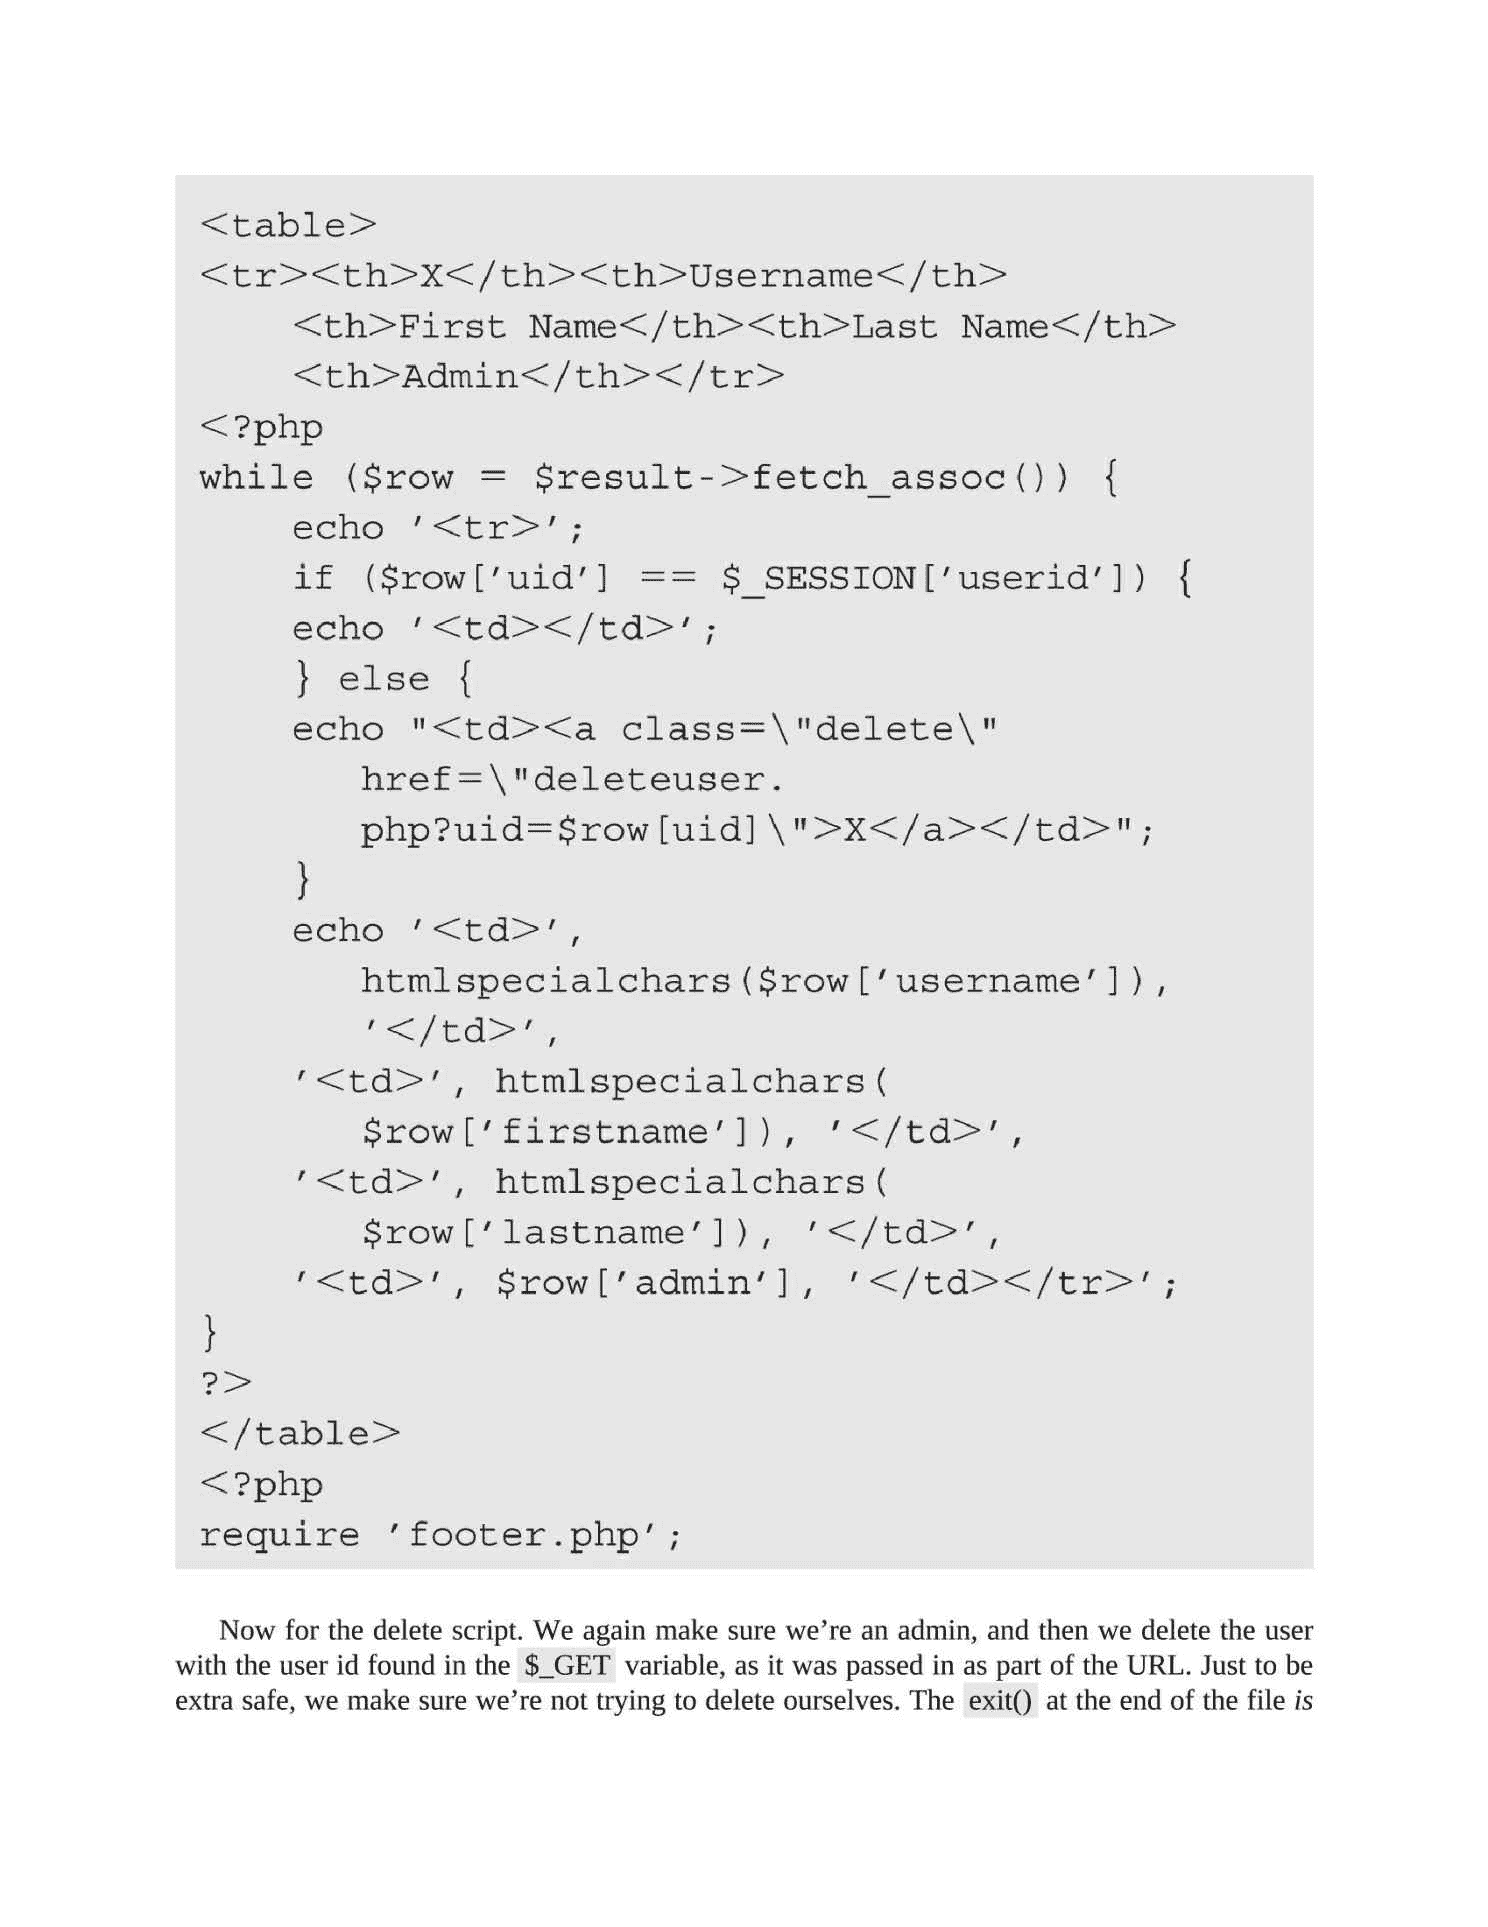 <table>
<tr><th>X</th><th>Username</th>
    <th>First Name</th><th>Last Name</th>
    <th>Admin</th></tr>
<?php
while ($row = $result->fetch_assoc()) {
    echo '<tr>';
    if ($row['uid'] == $_SESSION['userid']) {
    echo '<td></td>';
    } else {
    echo "<td><a class=\"delete\"
       href=\"deleteuser.
       php?uid=$row[uid]\">X</a></td>";
    }
    echo '<td>',
       htmlspecialchars($row['username']),
       '</td>',
    '<td>', htmlspecialchars(
       $row['firstname']), '</td>',
    '<td>', htmlspecialchars(
       $row['lastname']), '</td>',
    '<td>', $row['admin'], '</td></tr>';
}
?>
</table>
<?php
require 'footer.php';
Now for the delete script. We again make sure we’re an admin, and then we delete the user
with the user id found in the $_GET variable, as it was passed in as part of the URL. Just to be
extra safe, we make sure we’re not trying to delete ourselves. The exit() at the end of the file is